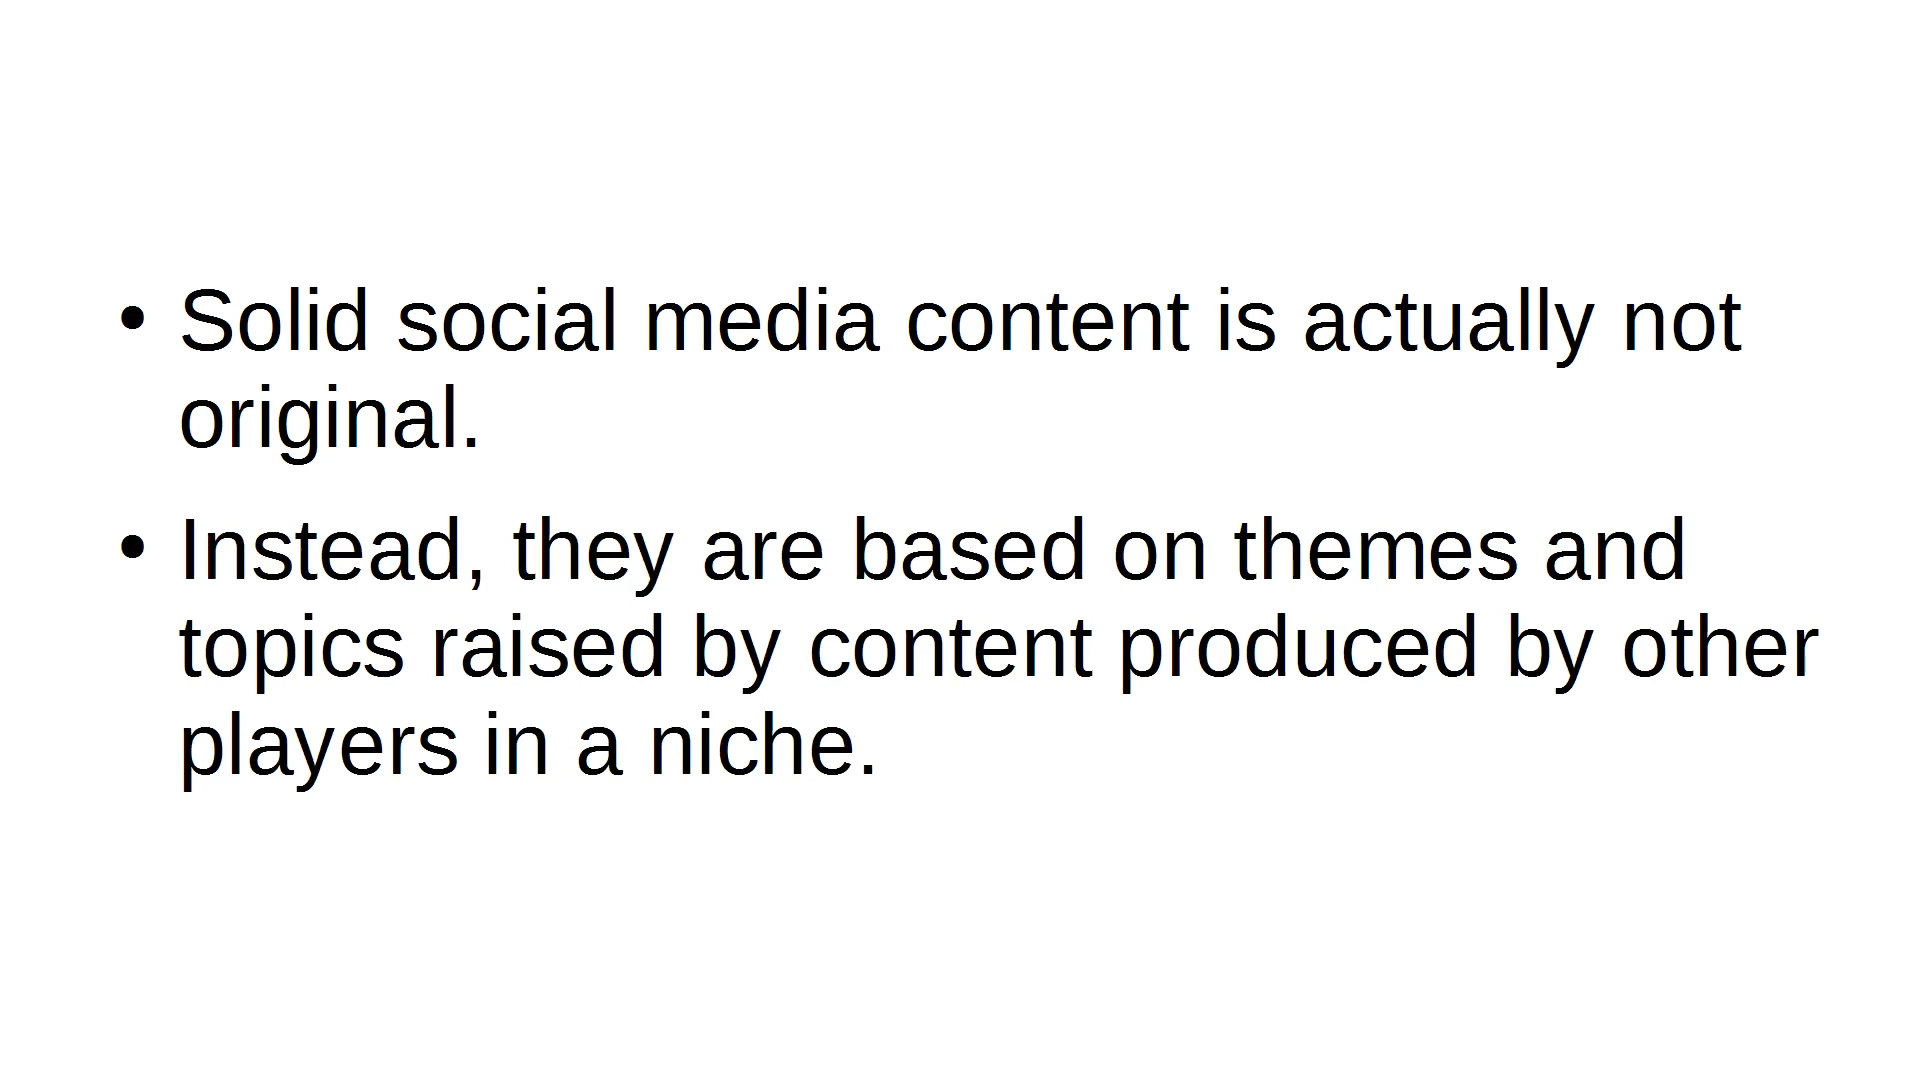 • Solid social media content is actually not
original.
• Instead, they are based on themes and
topics raised by content produced by other
players in a niche.